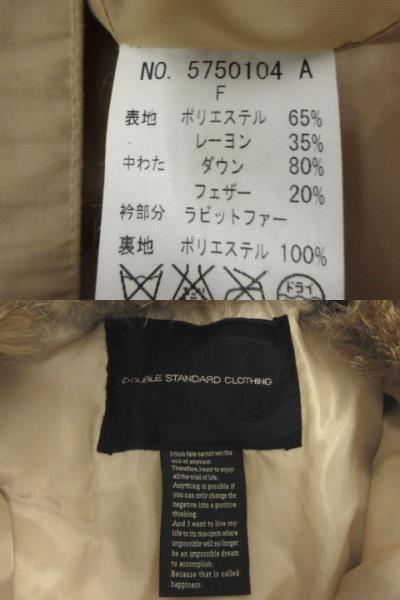 NO. 5750104 A
F
表地 ポリエステル 65%
レーヨン 35%
中わた ダウン 80%
フェザー 20%
衿部分 ラビットファー
裏地 ポリエステル 100%
ドライ
DOUBLE STANDARD CLOTHING
I think fate cannot win the
will of adamant.
Therefore, I want to enjoy
all the trial of life.
Anything is possible if
you can only change the
negative into a positive
thinking.
And I want to live my
life to its maximum where
impossible will no longer
be an impossible dream
to accomplish.
Because that is called
happiness.